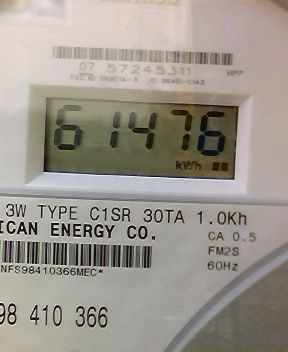 07 57245311 HPP
61476
kWh
3W TYPE C1SR 30TA 1.0Kh
ICAN ENERGY CO.
CA 0.5
FM2S
60Hz
NFS98410366MEC*
98 410 366